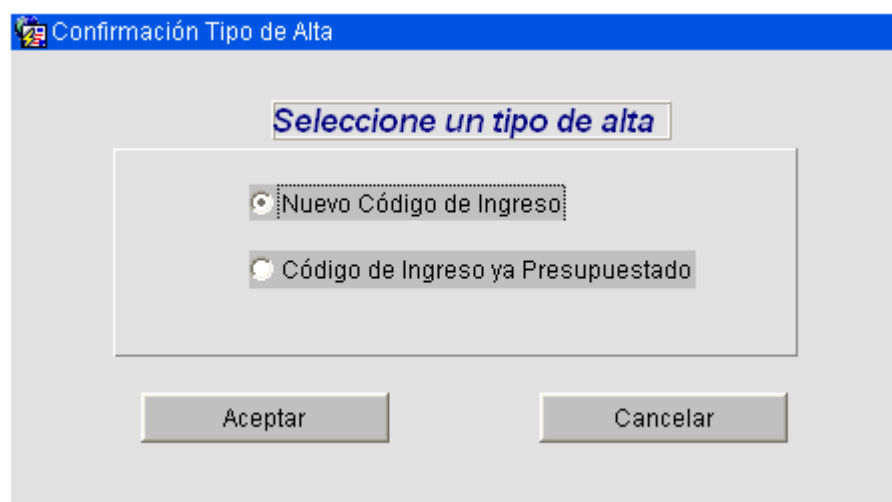 Confirmación Tipo de Alta
Seleccione un tipo de alta
Nuevo Código de Ingreso
Código de Ingreso ya Presupuestado
Aceptar
Cancelar